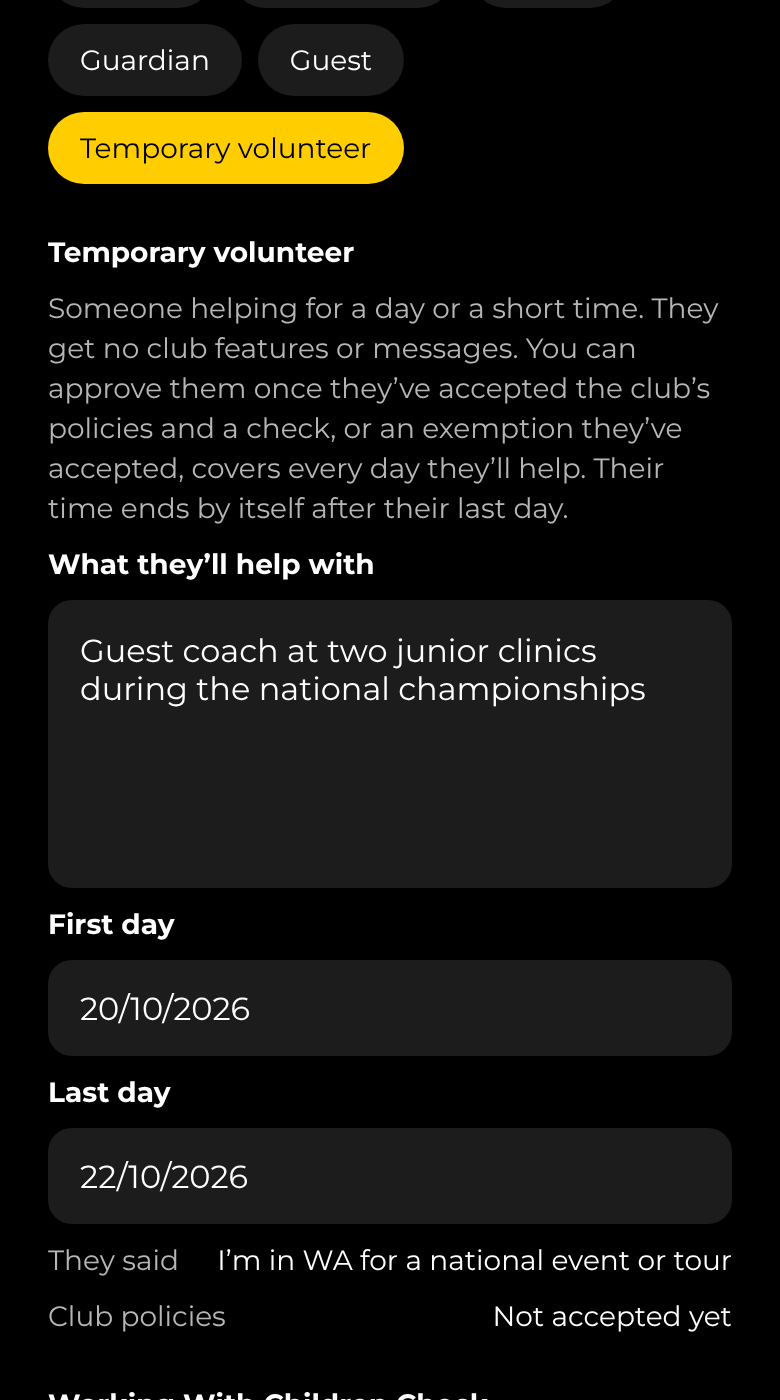 Guardian
Guest
Temporary volunteer
Temporary volunteer
Someone helping for a day or a short time. They
get no club features or messages. You can
approve them once they’ve accepted the club’s
policies and a check, or an exemption they’ve
accepted, covers every day they’ll help. Their
time ends by itself after their last day.
What they’ll help with
Guest coach at two junior clinics
during the national championships
First day
20/10/2026
Last day
22/10/2026
They said I’m in WA for a national event or tour
Club policies Not accepted yet
Working With Children Check